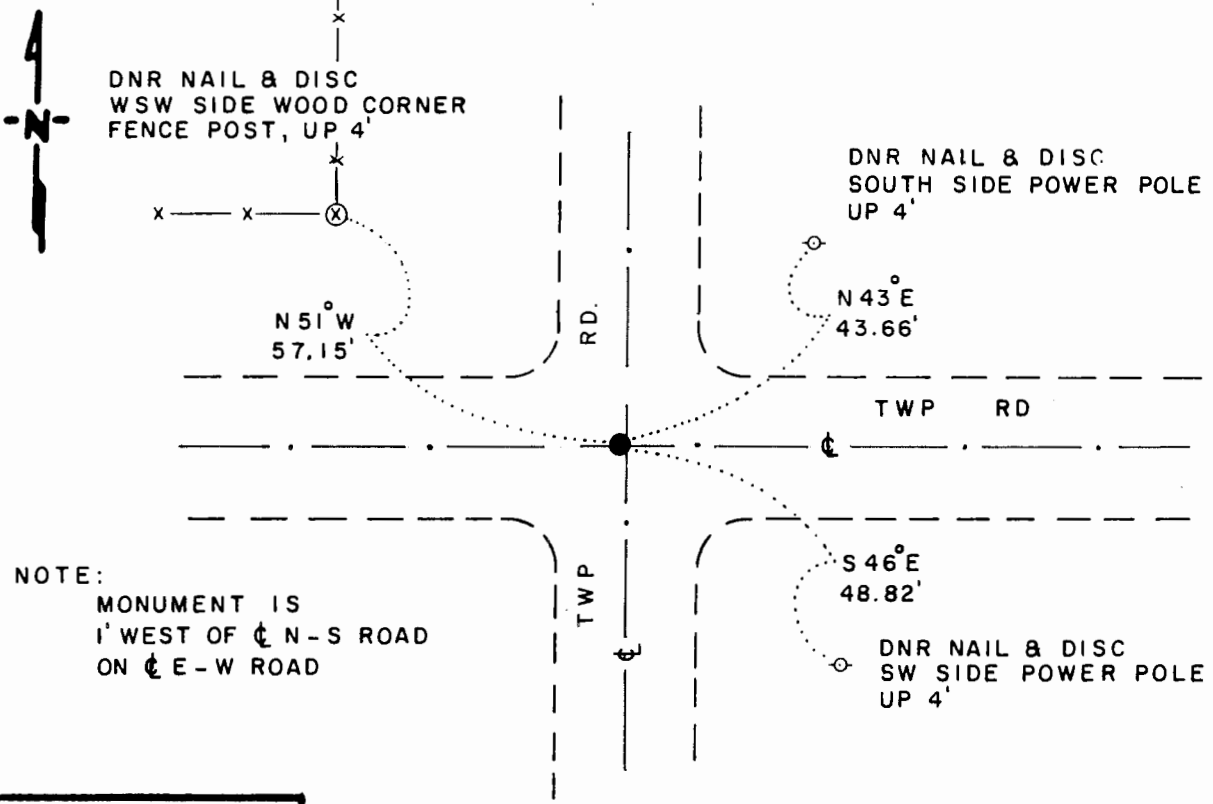 -N-
DNR NAIL & DISC
WSW SIDE WOOD CORNER
FENCE POST, UP 4'
DNR NAIL & DISC
SOUTH SIDE POWER POLE
UP 4'
N 51° W
57.15'
RD.
N 43° E
43.66'
TWP RD
℄
NOTE:
MONUMENT IS
1' WEST OF ℄ N-S ROAD
ON ℄ E-W ROAD
TWP
℄
S 46° E
48.82'
DNR NAIL & DISC
SW SIDE POWER POLE
UP 4'